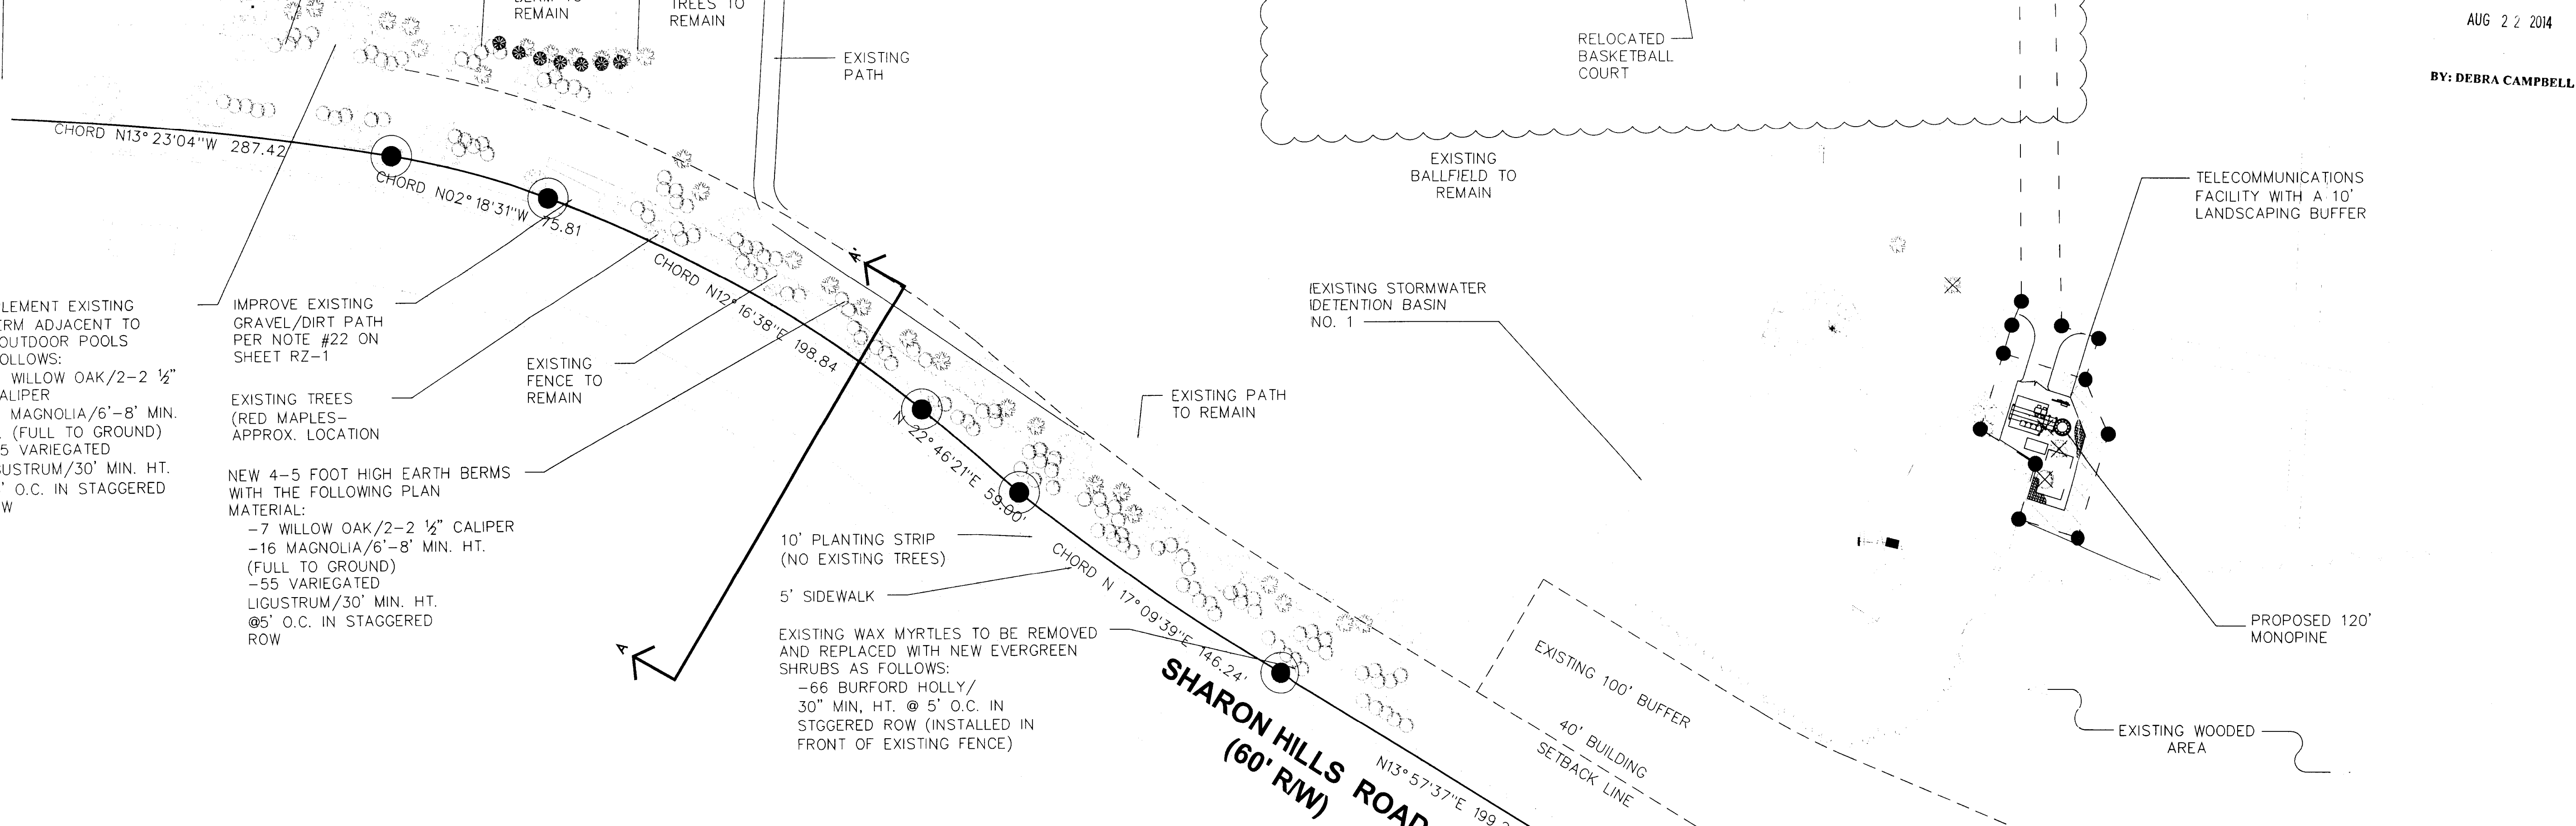 BERM TO
REMAIN
TREES TO
REMAIN
EXISTING
PATH
RELOCATED
BASKETBALL
COURT
AUG 2 2 2014
BY: DEBRA CAMPBELL
CHORD N13°23'04"W 287.42
CHORD N02°18'31"W 75.81
CHORD N12°16'38"E 198.84
N 22°46'21"E 59.00'
CHORD N 17°09'39"E 146.24'
N13°57'37"E 199
EXISTING
BALLFIELD TO
REMAIN
TELECOMMUNICATIONS
FACILITY WITH A 10'
LANDSCAPING BUFFER
LEMENT EXISTING
ERM ADJACENT TO
OUTDOOR POOLS
OLLOWS:
WILLOW OAK/2-2 ½"
ALIPER
MAGNOLIA/6'-8' MIN.
. (FULL TO GROUND)
5 VARIEGATED
GUSTRUM/30' MIN. HT.
' O.C. IN STAGGERED
W
IMPROVE EXISTING
GRAVEL/DIRT PATH
PER NOTE #22 ON
SHEET RZ-1
EXISTING TREES
(RED MAPLES-
APPROX. LOCATION
NEW 4-5 FOOT HIGH EARTH BERMS
WITH THE FOLLOWING PLAN
MATERIAL:
-7 WILLOW OAK/2-2 ½" CALIPER
-16 MAGNOLIA/6'-8' MIN. HT.
(FULL TO GROUND)
-55 VARIEGATED
LIGUSTRUM/30' MIN. HT.
@5' O.C. IN STAGGERED
ROW
EXISTING
FENCE TO
REMAIN
A'
A
EXISTING PATH
TO REMAIN
EXISTING STORMWATER
DETENTION BASIN
NO. 1
10' PLANTING STRIP
(NO EXISTING TREES)
5' SIDEWALK
EXISTING WAX MYRTLES TO BE REMOVED
AND REPLACED WITH NEW EVERGREEN
SHRUBS AS FOLLOWS:
-66 BURFORD HOLLY/
30" MIN, HT. @ 5' O.C. IN
STGGERED ROW (INSTALLED IN
FRONT OF EXISTING FENCE)
SHARON HILLS ROAD
(60' R/W)
EXISTING 100' BUFFER
40' BUILDING
SETBACK LINE
PROPOSED 120'
MONOPINE
EXISTING WOODED
AREA